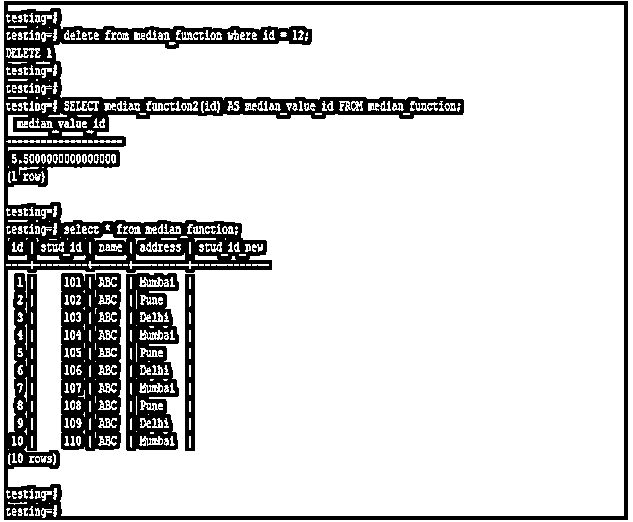 testing=#
testing=# delete from median_function where id = 12;
DELETE 1
testing=#
testing=#
testing=# SELECT median_function2(id) AS median_value_id FROM median_function;
median_value_id
--------------------
5.5000000000000000
(1 row)
testing=#
testing=# select * from median_function;
id | stud_id | name | address | stud_id_new
----+---------+------+---------+-------------
1 | 101 | ABC | Mumbai |
2 | 102 | ABC | Pune |
3 | 103 | ABC | Delhi |
4 | 104 | ABC | Mumbai |
5 | 105 | ABC | Pune |
6 | 106 | ABC | Delhi |
7 | 107 | ABC | Mumbai |
8 | 108 | ABC | Pune |
9 | 109 | ABC | Delhi |
10 | 110 | ABC | Mumbai |
(10 rows)
testing=#
testing=#